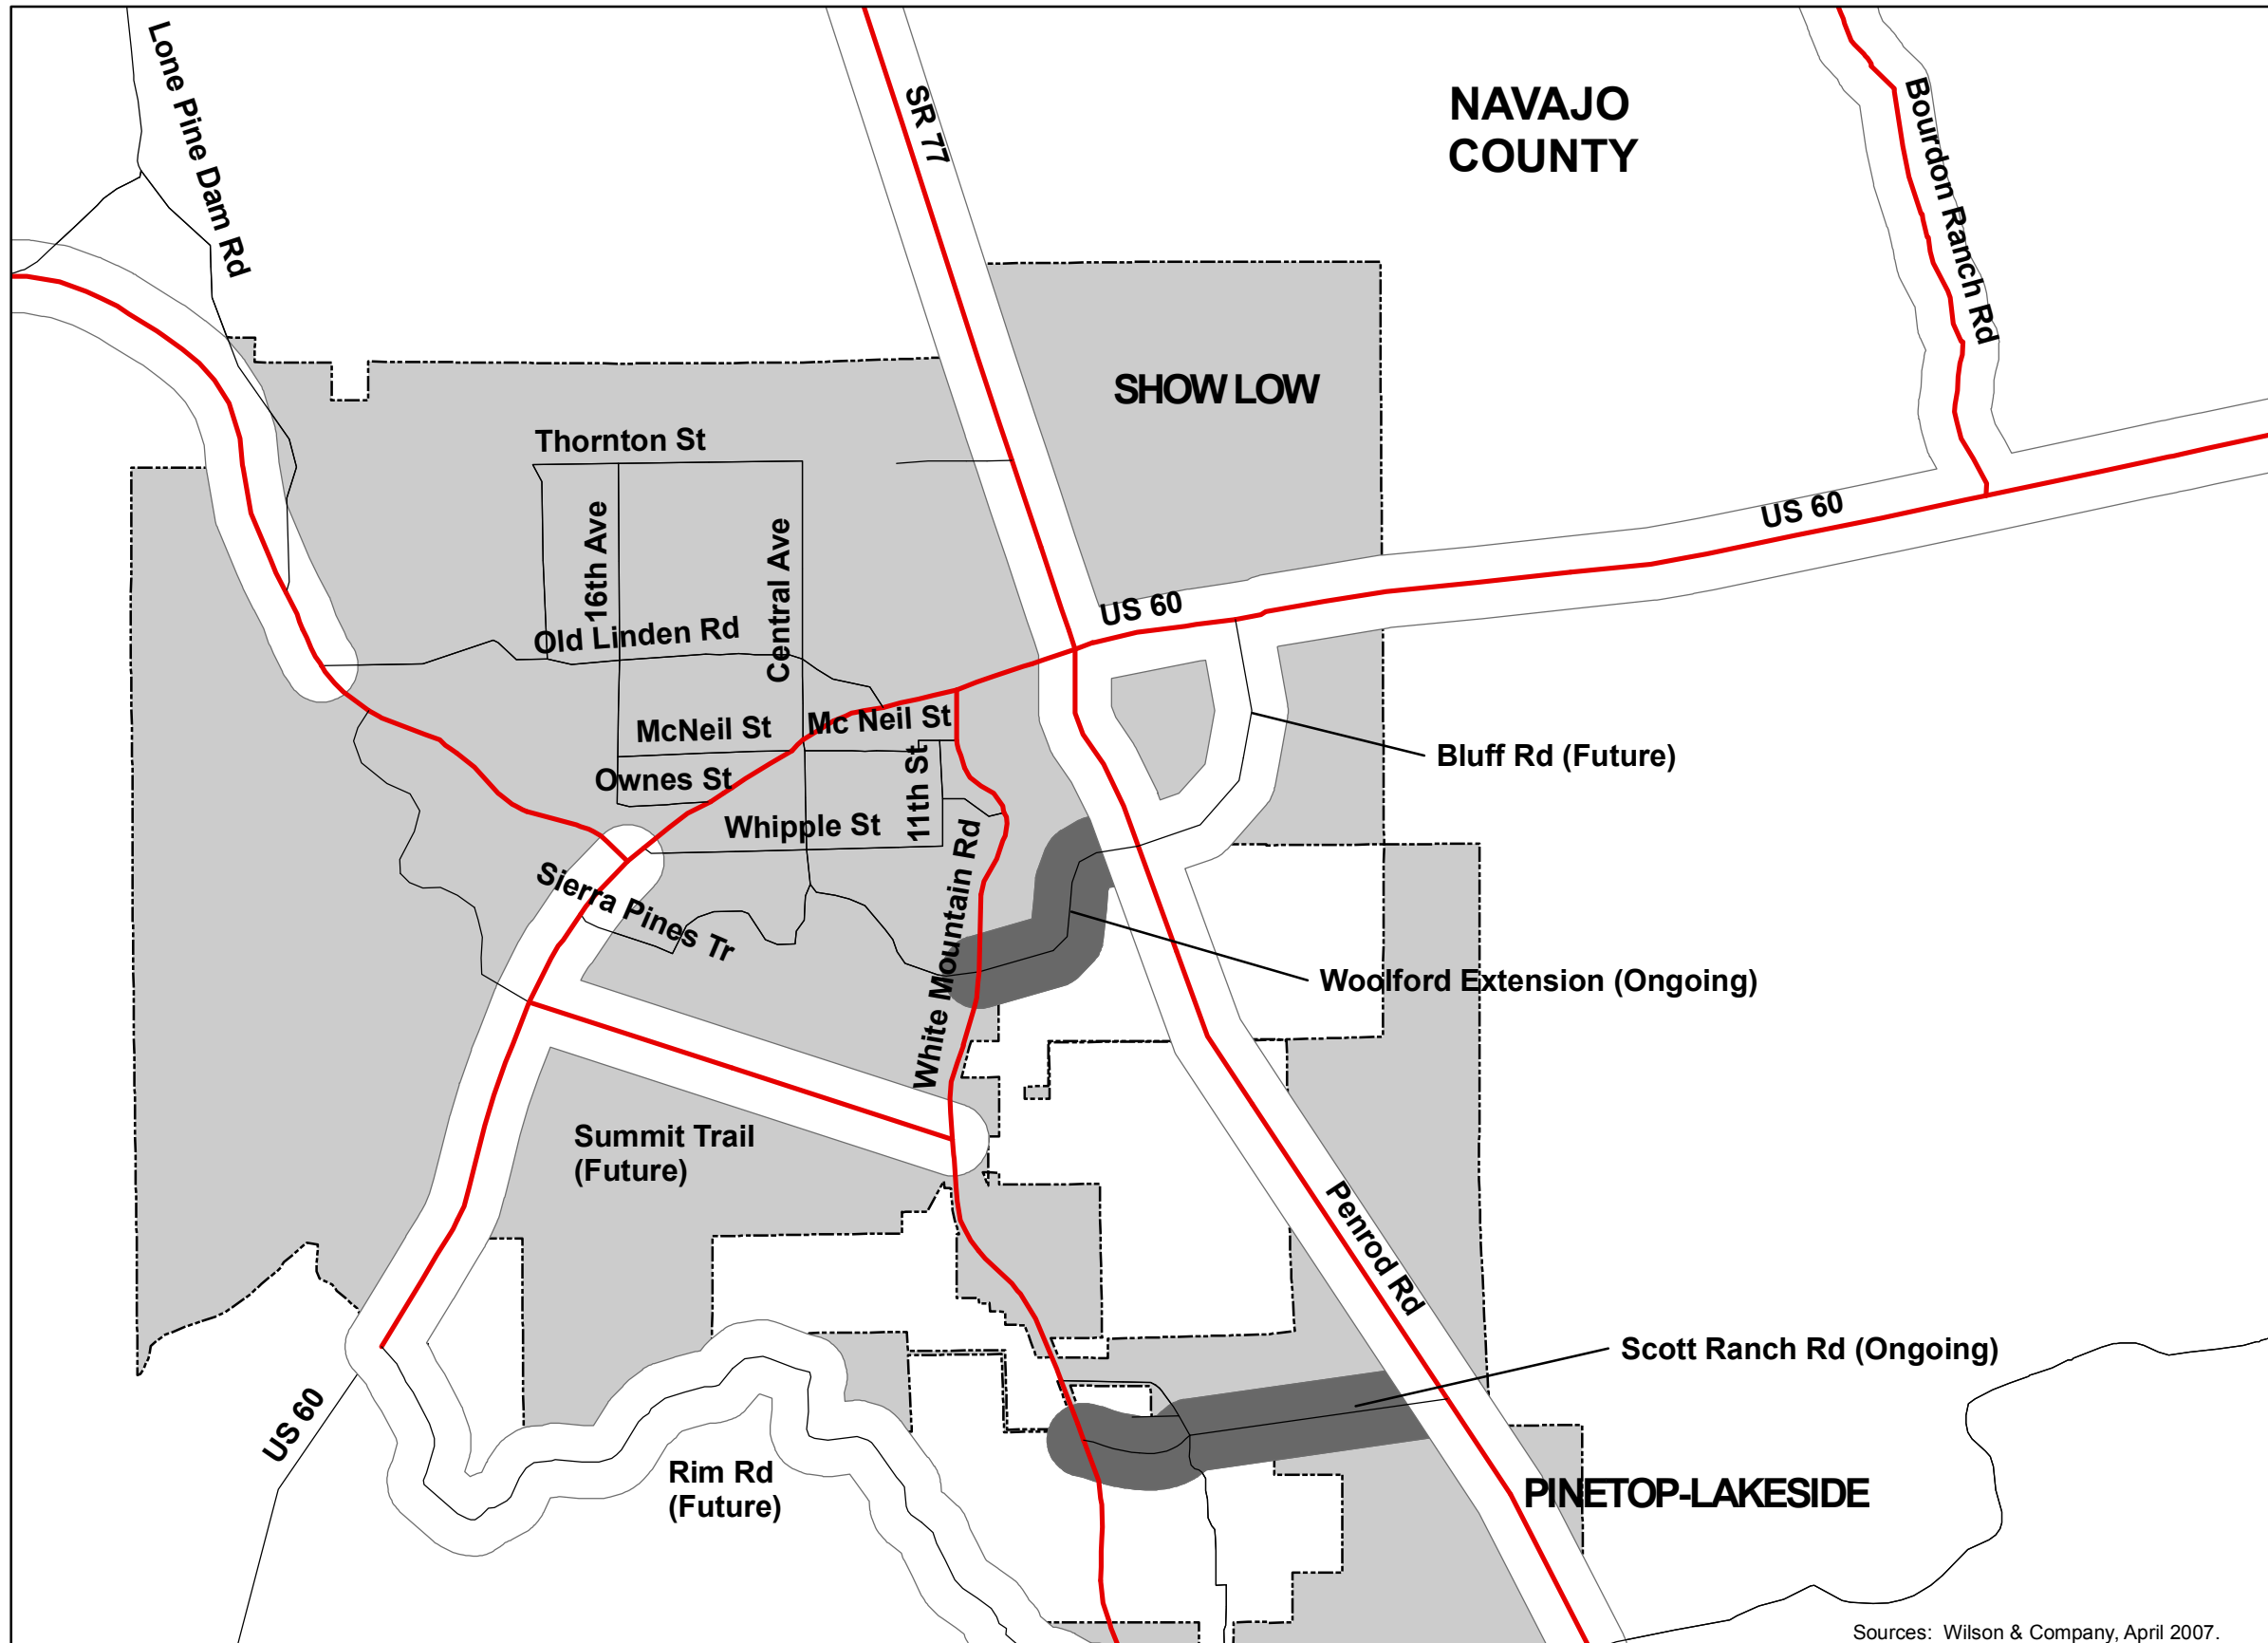 Lone Pine Dam Rd
SR 77
NAVAJO
COUNTY
Bourdon Ranch Rd
SHOW LOW
Thornton St
16th Ave
Central Ave
US 60
US 60
Old Linden Rd
McNeil St
Mc Neil St
Bluff Rd (Future)
Ownes St
11th St
Whipple St
Sierra Pines Tr
White Mountain Rd
Woolford Extension (Ongoing)
Summit Trail
(Future)
Penrod Rd
Scott Ranch Rd (Ongoing)
US 60
Rim Rd
(Future)
PINETOP-LAKESIDE
Sources: Wilson & Company, April 2007.